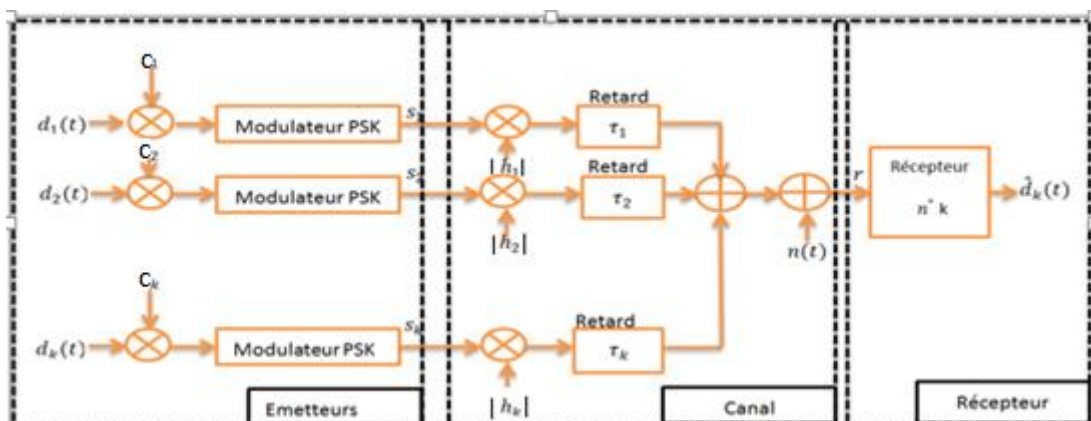 C₁
d₁(t)
Modulateur PSK
s₁
|h₁|
Retard
τ₁
C₂
d₂(t)
Modulateur PSK
s₂
|h₂|
Retard
τ₂
n(t)
r
Récepteur
n° k
d̂ₖ(t)
Cₖ
dₖ(t)
Modulateur PSK
sₖ
|hₖ|
Retard
τₖ
Emetteurs
Canal
Récepteur